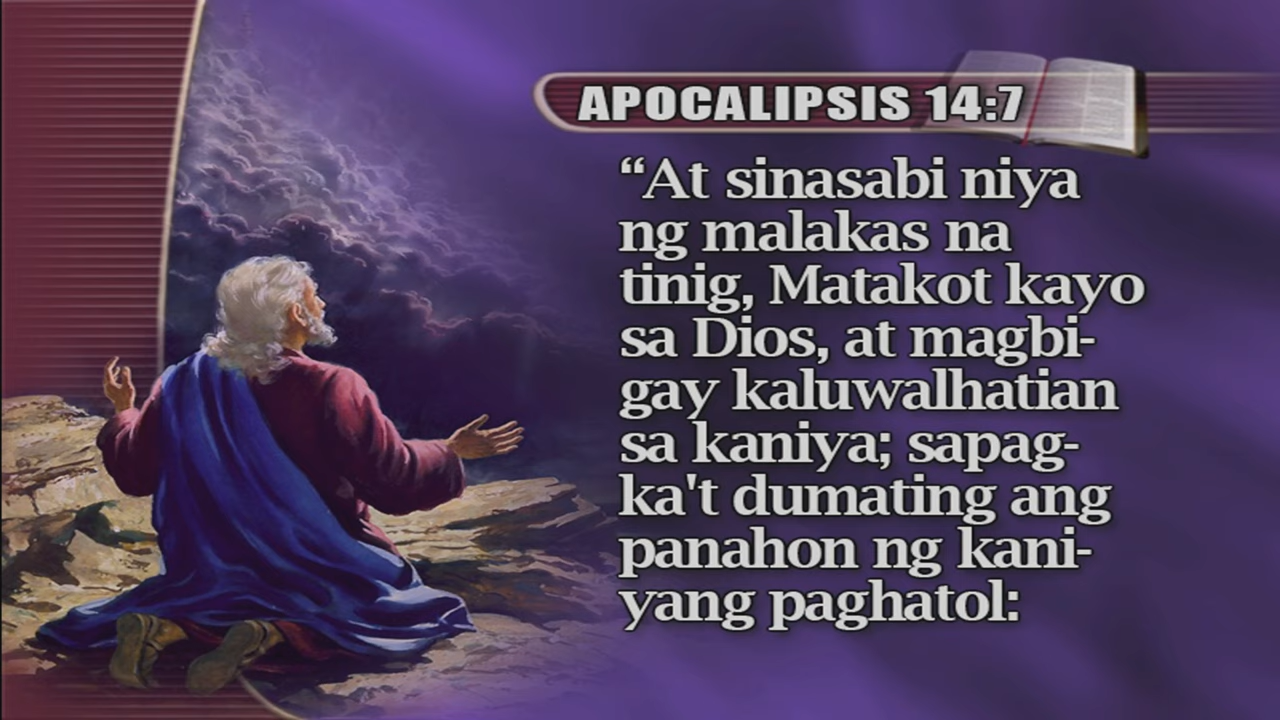 APOCALIPSIS 14:7
“At sinasabi niya
ng malakas na
tinig, Matakot kayo
sa Dios, at magbi-
gay kaluwalhatian
sa kaniya; sapag-
ka't dumating ang
panahon ng kani-
yang paghatol: